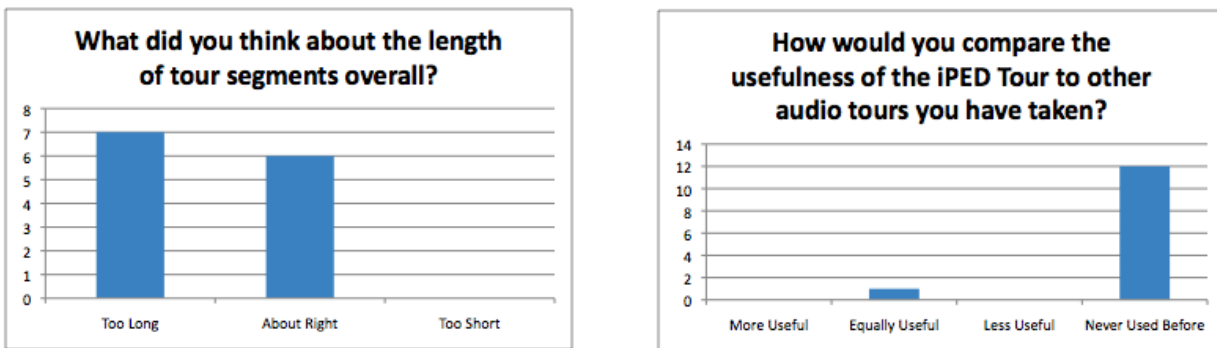 What did you think about the length
of tour segments overall?
8
7
6
5
4
3
2
1
0
Too Long About Right Too Short
How would you compare the
usefulness of the iPED Tour to other
audio tours you have taken?
14
12
10
8
6
4
2
0
More Useful Equally Useful Less Useful Never Used Before